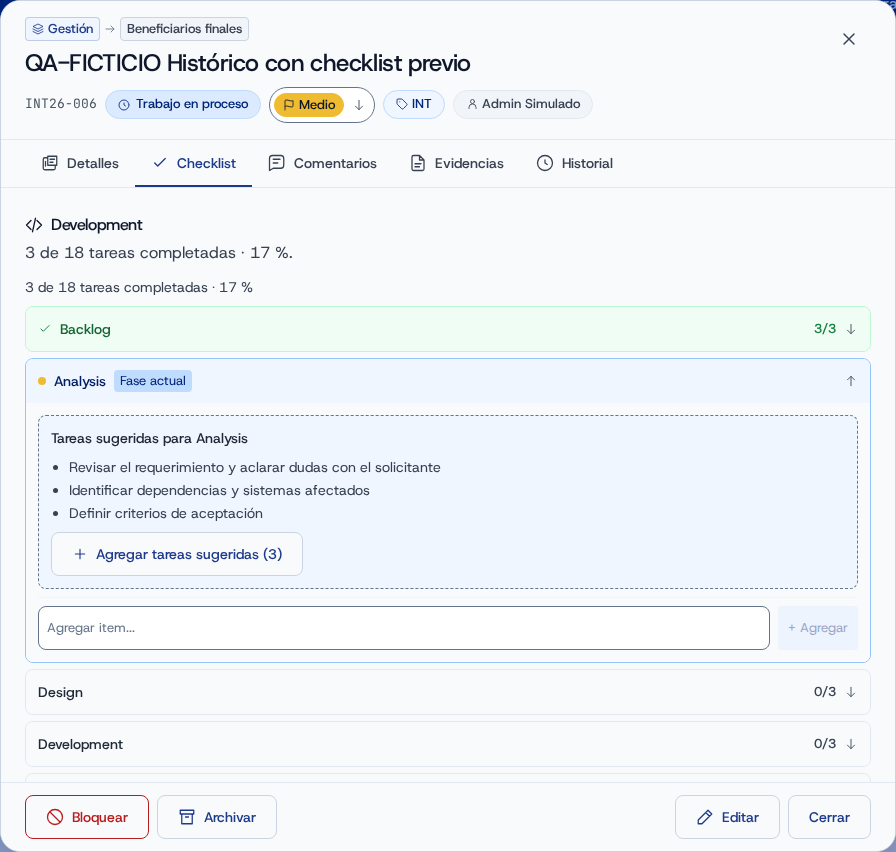 Gestión → Beneficiarios finales
QA-FICTICIO Histórico con checklist previo
INT26-006 Trabajo en proceso Medio ↓ INT Admin Simulado
Detalles Checklist Comentarios Evidencias Historial
Development
3 de 18 tareas completadas · 17 %.
3 de 18 tareas completadas · 17 %
Backlog 3/3 ↓
Analysis Fase actual ↑
Tareas sugeridas para Analysis
• Revisar el requerimiento y aclarar dudas con el solicitante
• Identificar dependencias y sistemas afectados
• Definir criterios de aceptación
+ Agregar tareas sugeridas (3)
Agregar item... + Agregar
Design 0/3 ↓
Development 0/3 ↓
Bloquear Archivar Editar Cerrar